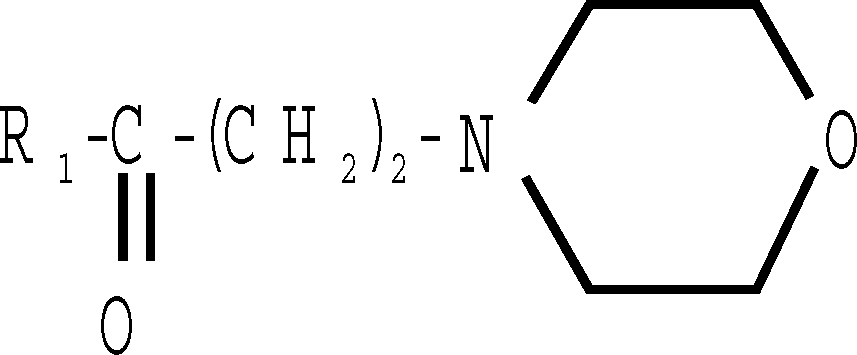 R₁-C-(CH₂)₂-N O
O